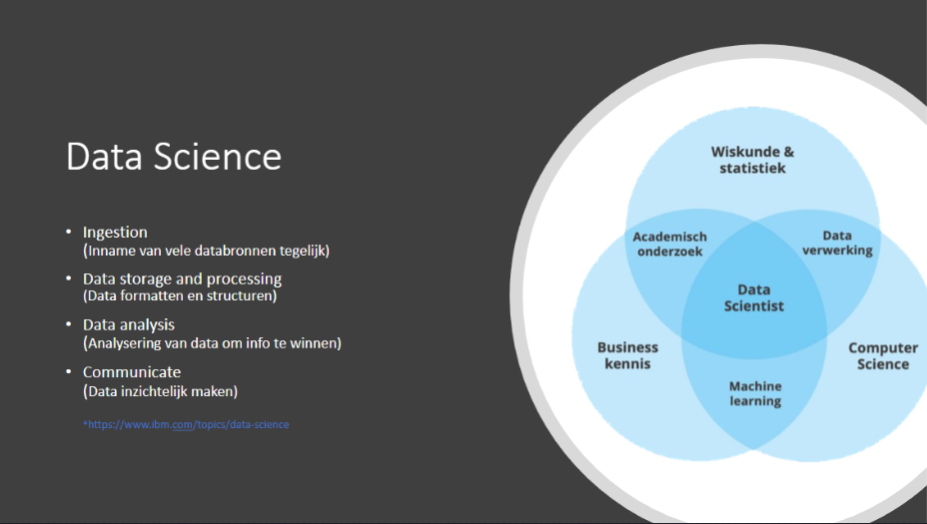 Data Science
• Ingestion
(Inname van vele databronnen tegelijk)
• Data storage and processing
(Data formatten en structuren)
• Data analysis
(Analysering van data om info te winnen)
• Communicate
(Data inzichtelijk maken)
*https://www.ibm.com/topics/data-science
Wiskunde &
statistiek
Academisch
onderzoek
Data
verwerking
Data
Scientist
Business
kennis
Computer
Science
Machine
learning